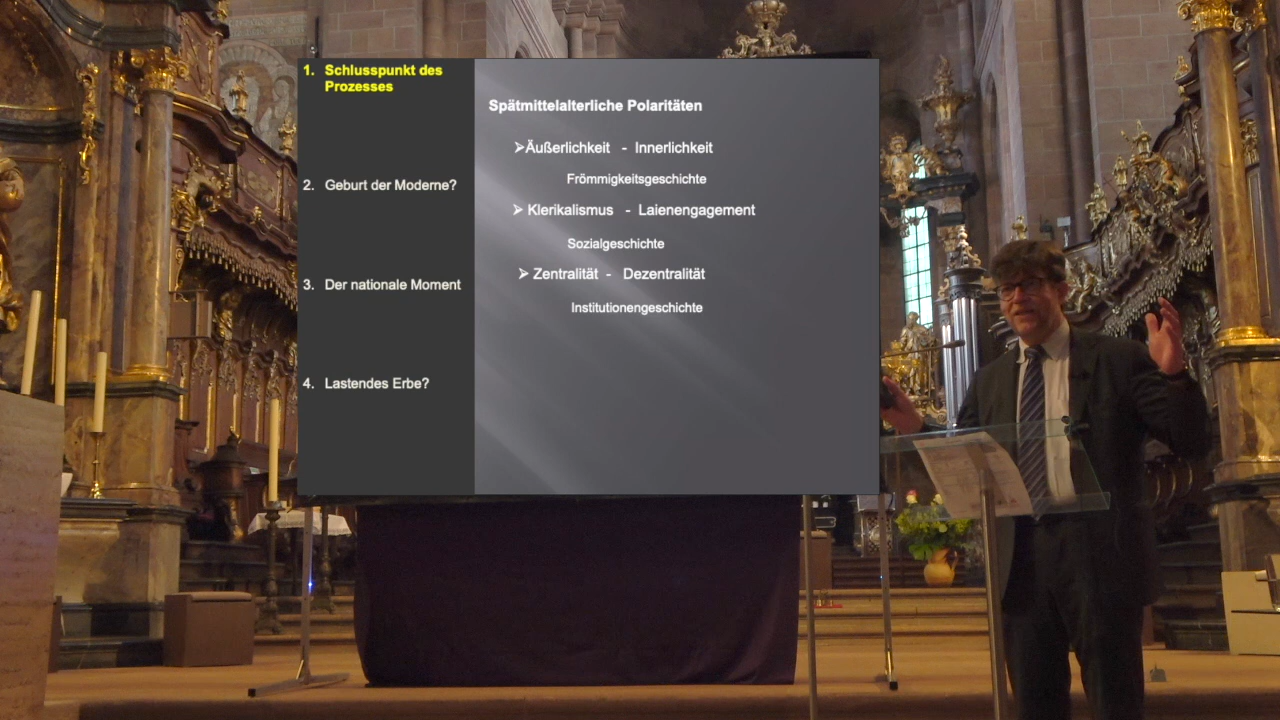 1. Schlusspunkt des
Prozesses
2. Geburt der Moderne?
3. Der nationale Moment
4. Lastendes Erbe?
Spätmittelalterliche Polaritäten
➢Äußerlichkeit - Innerlichkeit
Frömmigkeitsgeschichte
➢ Klerikalismus - Laienengagement
Sozialgeschichte
➢ Zentralität - Dezentralität
Institutionengeschichte